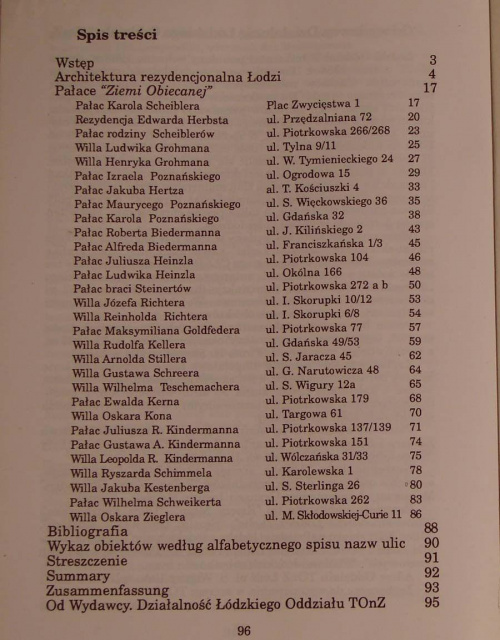 Spis treści
Wstęp 3
Architektura rezydencjonalna Łodzi 4
Pałace "Ziemi Obiecanej" 17
Pałac Karola Scheiblera Plac Zwycięstwa 1 17
Rezydencja Edwarda Herbsta ul. Przędzalniana 72 20
Pałac rodziny Scheiblerów ul. Piotrkowska 266/268 23
Willa Ludwika Grohmana ul. Tylna 9/11 25
Willa Henryka Grohmana ul. W. Tymienieckiego 24 27
Pałac Izraela Poznańskiego ul. Ogrodowa 15 29
Pałac Jakuba Hertza al. T. Kościuszki 4 33
Pałac Maurycego Poznańskiego ul. S. Więckowskiego 36 35
Pałac Karola Poznańskiego ul. Gdańska 32 38
Pałac Roberta Biedermanna ul. J. Kilińskiego 2 43
Pałac Alfreda Biedermanna ul. Franciszkańska 1/3 45
Pałac Juliusza Heinzla ul. Piotrkowska 104 46
Pałac Ludwika Heinzla ul. Okólna 166 48
Pałac braci Steinertów ul. Piotrkowska 272 a b 50
Willa Józefa Richtera ul. I. Skorupki 10/12 53
Willa Reinholda Richtera ul. I. Skorupki 6/8 54
Pałac Maksymiliana Goldfedera ul. Piotrkowska 77 57
Willa Rudolfa Kellera ul. Gdańska 49/53 59
Willa Arnolda Stillera ul. S. Jaracza 45 62
Willa Gustawa Schreera ul. G. Narutowicza 48 64
Willa Wilhelma Teschemachera ul. S. Wigury 12a 65
Pałac Ewalda Kerna ul. Piotrkowska 179 68
Willa Oskara Kona ul. Targowa 61 70
Pałac Juliusza R. Kindermanna ul. Piotrkowska 137/139 71
Pałac Gustawa A. Kindermanna ul. Piotrkowska 151 74
Willa Leopolda R. Kindermanna ul. Wólczańska 31/33 75
Willa Ryszarda Schimmela ul. Karolewska 1 78
Willa Jakuba Kestenberga ul. S. Sterlinga 26 80
Pałac Wilhelma Schweikerta ul. Piotrkowska 262 83
Willa Oskara Zieglera ul. M. Skłodowskiej-Curie 11 86
Bibliografia 88
Wykaz obiektów według alfabetycznego spisu nazw ulic 90
Streszczenie 91
Summary 92
Zusammenfassung 93
Od Wydawcy. Działalność Łódzkiego Oddziału TOnZ 95
96